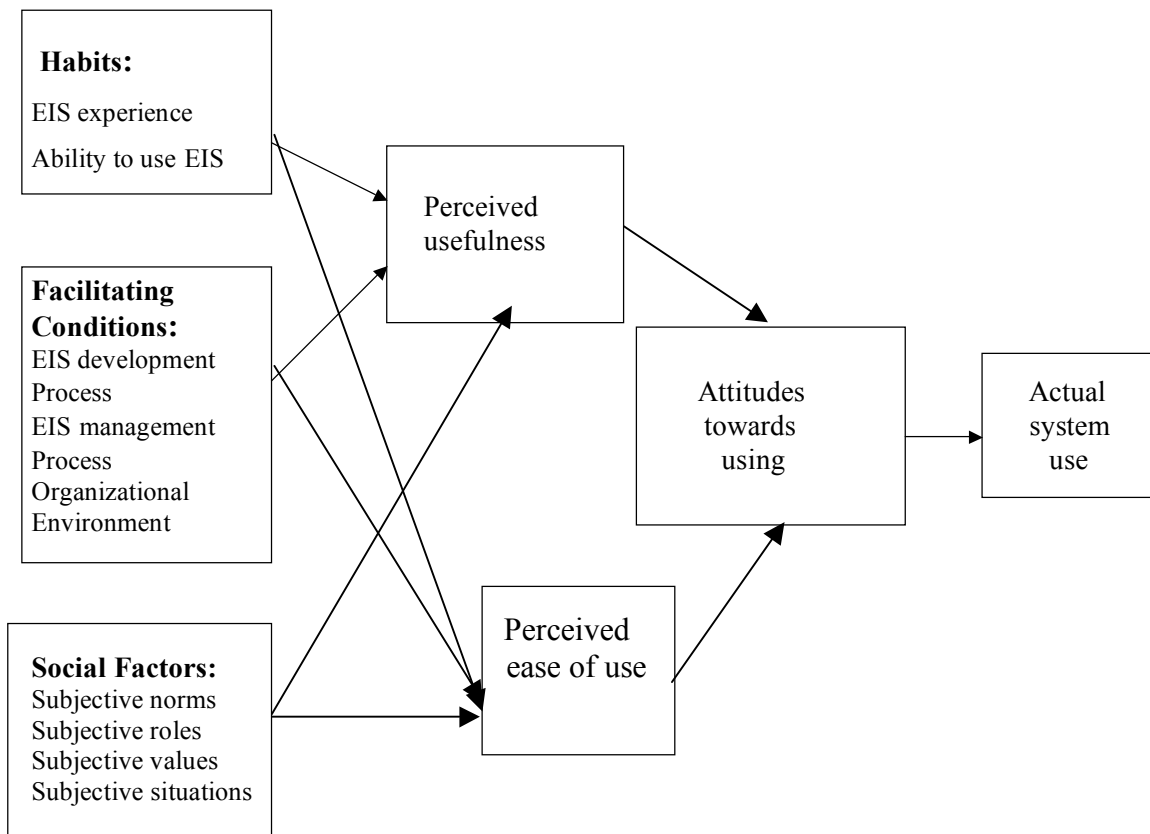 Habits:
EIS experience
Ability to use EIS
Perceived
usefulness
Facilitating
Conditions:
EIS development
Process
EIS management
Process
Organizational
Environment
Attitudes
towards
using
Actual
system
use
Perceived
ease of use
Social Factors:
Subjective norms
Subjective roles
Subjective values
Subjective situations